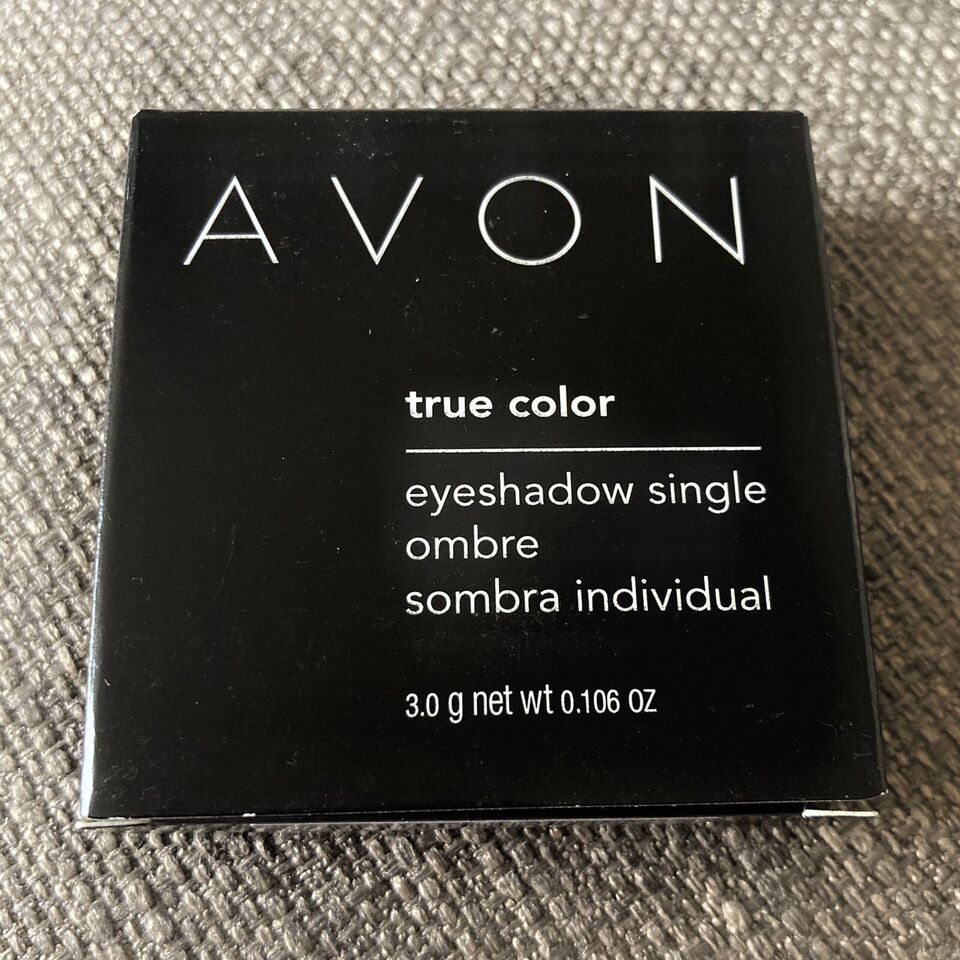 AVON
true color
eyeshadow single
ombre
sombra individual
3.0 g net wt 0.106 OZ